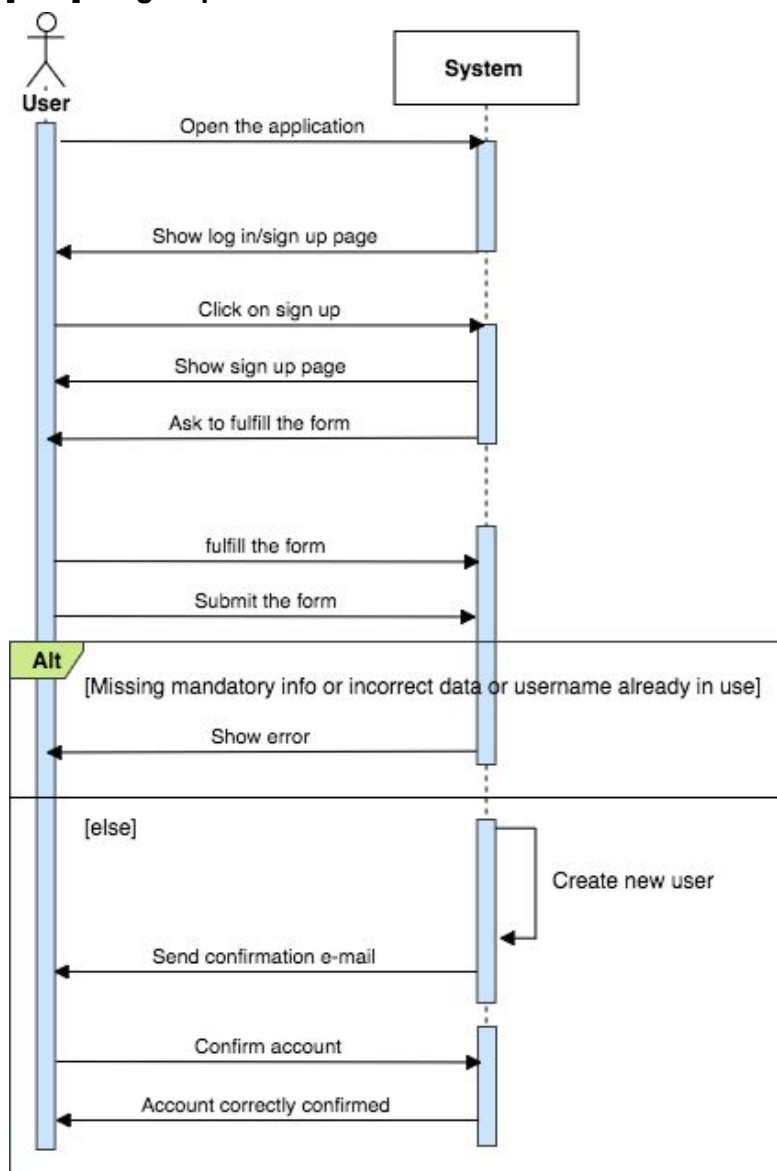 User
System
Open the application
Show log in/sign up page
Click on sign up
Show sign up page
Ask to fulfill the form
fulfill the form
Submit the form
Alt
[Missing mandatory info or incorrect data or username already in use]
Show error
[else]
Create new user
Send confirmation e-mail
Confirm account
Account correctly confirmed